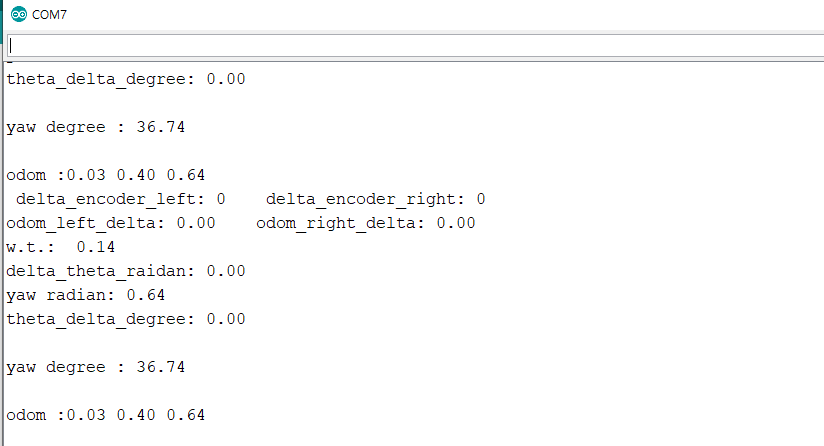 COM7
theta_delta_degree: 0.00
yaw degree : 36.74
odom :0.03 0.40 0.64
delta_encoder_left: 0    delta_encoder_right: 0
odom_left_delta: 0.00    odom_right_delta: 0.00
w.t.:  0.14
delta_theta_raidan: 0.00
yaw radian: 0.64
theta_delta_degree: 0.00
yaw degree : 36.74
odom :0.03 0.40 0.64